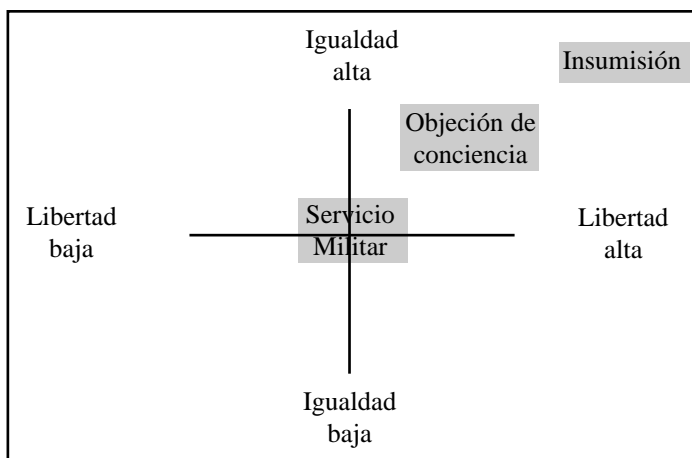 Igualdad
alta
Insumisión
Objeción de
conciencia
Libertad
baja
Servicio
Militar
Libertad
alta
Igualdad
baja